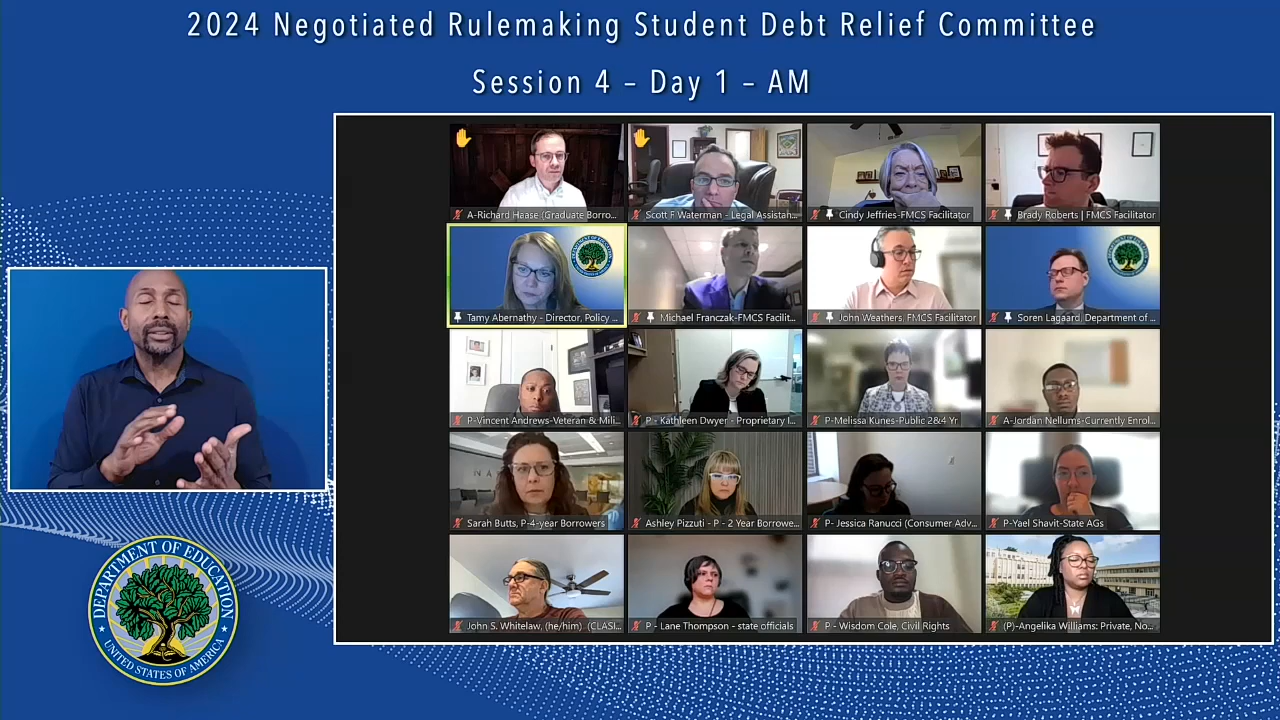 2024 Negotiated Rulemaking Student Debt Relief Committee
Session 4 – Day 1 – AM
A-Richard Haase (Graduate Borro...
Scott F Waterman - Legal Assistan...
Cindy Jeffries-FMCS Facilitator
Brady Roberts | FMCS Facilitator
Tamy Abernathy - Director, Policy ...
Michael Franczak-FMCS Facilit...
John Weathers, FMCS Facilitator
Soren Lagaard, Department of ...
P-Vincent Andrews-Veteran & Mili...
P - Kathleen Dwyer - Proprietary I...
P-Melissa Kunes-Public 2&4 Yr
A-Jordan Nellums-Currently Enrol...
Sarah Butts, P-4-year Borrowers
Ashley Pizzuti - P - 2 Year Borrowe...
P- Jessica Ranucci (Consumer Adv...
P-Yael Shavit-State AGs
John S. Whitelaw, (he/him) (CLASI...
P - Lane Thompson - state officials
P - Wisdom Cole, Civil Rights
(P)-Angelika Williams: Private, No...
DEPARTMENT OF EDUCATION
UNITED STATES OF AMERICA